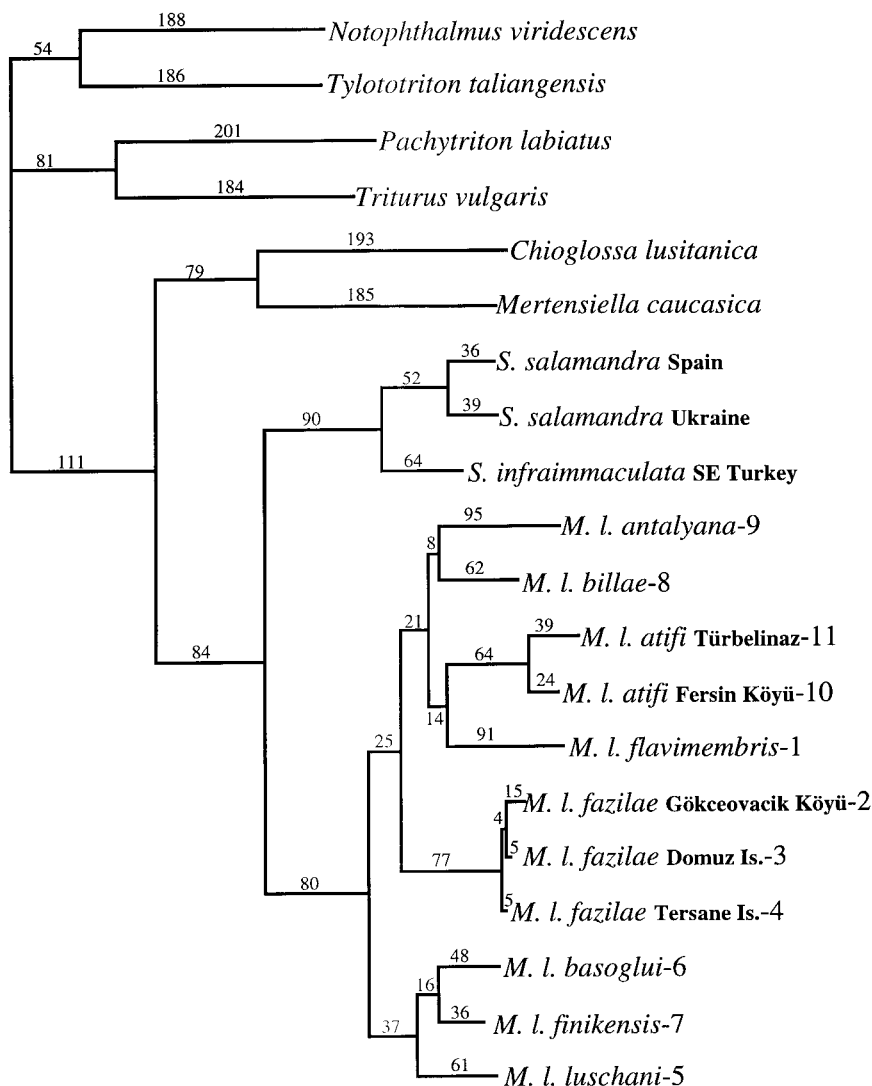 188
Notophthalmus viridescens
54
186
Tylototriton taliangensis
201
Pachytriton labiatus
81
184
Triturus vulgaris
193
Chioglossa lusitanica
79
185
Mertensiella caucasica
36
S. salamandra Spain
52
39
S. salamandra Ukraine
90
64
S. infraimmaculata SE Turkey
111
95
M. l. antalyana-9
8
62
M. l. billae-8
21
39
M. l. atifi Türbelinaz-11
84
64
24
M. l. atifi Fersin Köyü-10
14
91
M. l. flavimembris-1
25
15
M. l. fazilae Gökceovacik Köyü-2
4
5
M. l. fazilae Domuz Is.-3
77
5
M. l. fazilae Tersane Is.-4
80
48
M. l. basoglui-6
16
36
M. l. finikensis-7
37
61
M. l. luschani-5